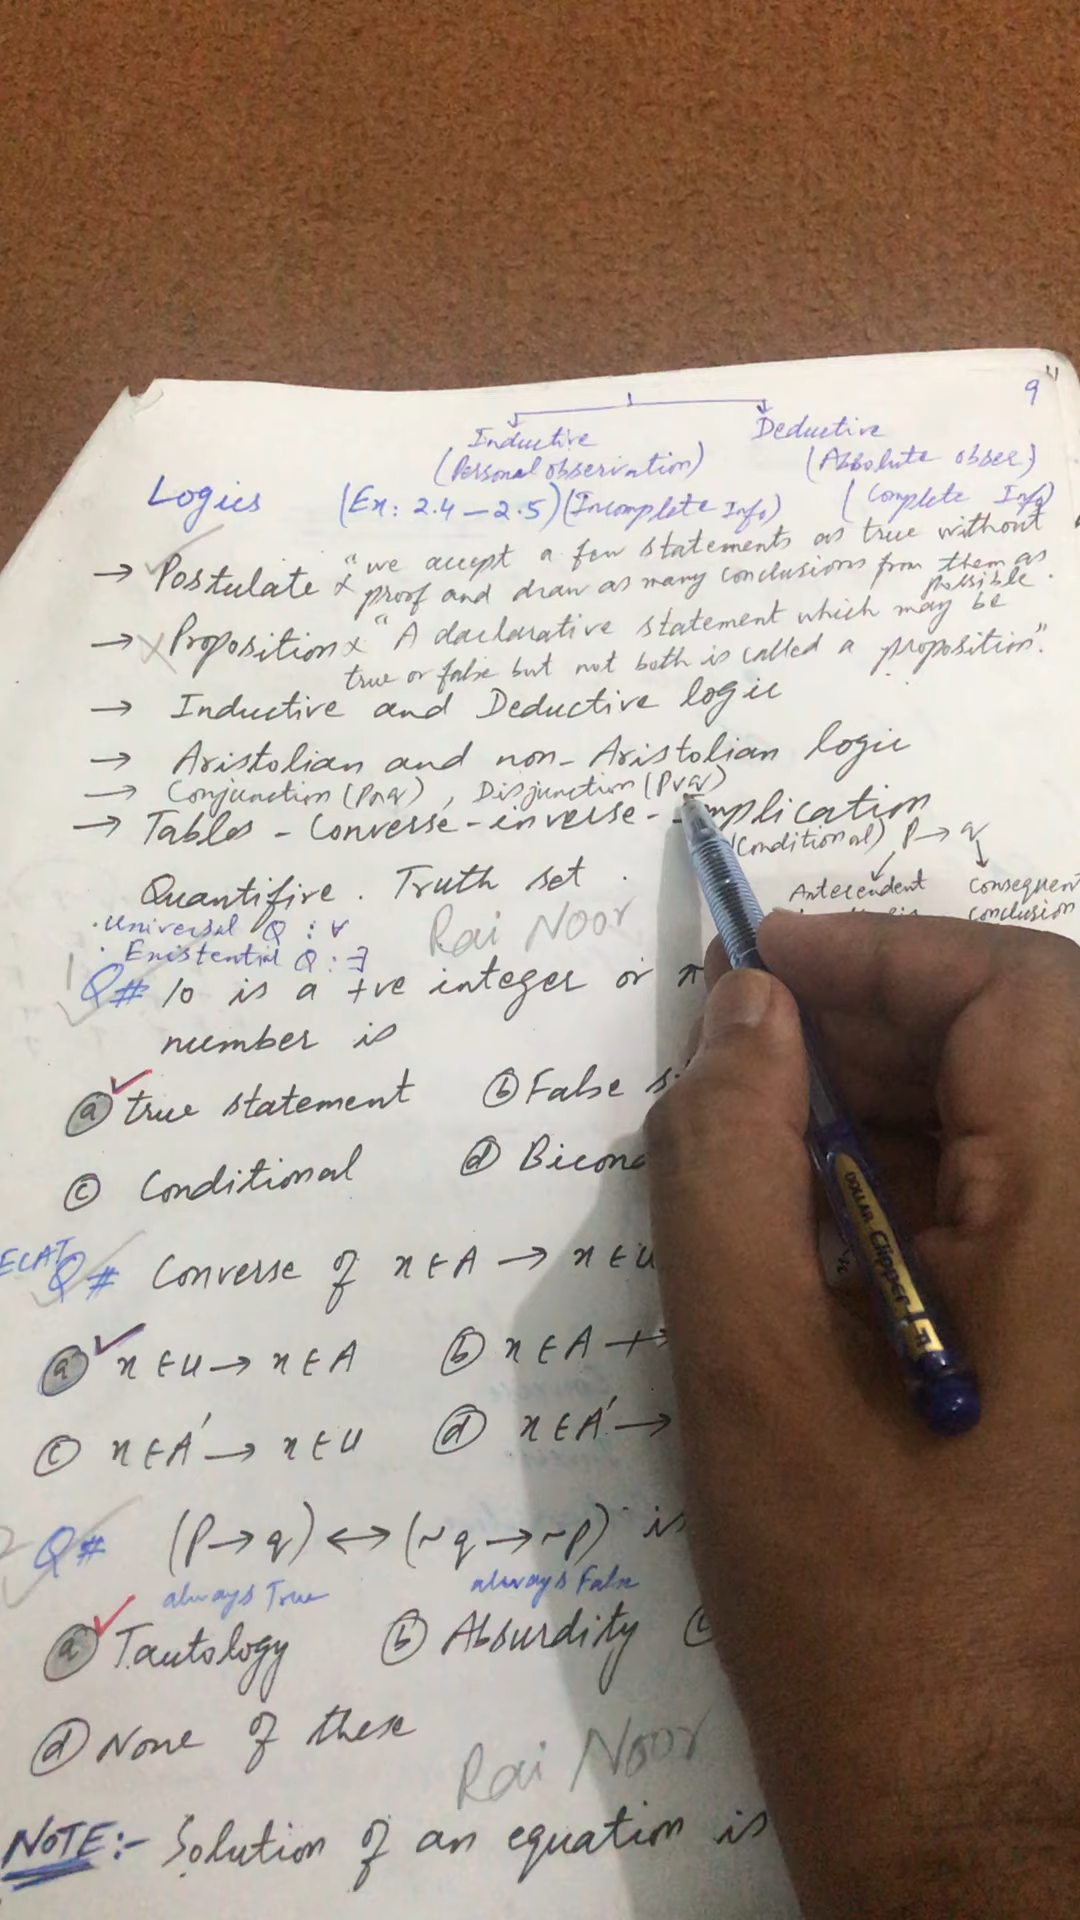 9
Inductive Deductive
(Personal observation) (Absolute obser)
Logics (Ex: 2.4 – 2.5) (Incomplete Info) (Complete Info)
→ Postulate "we accept a few statements as true without
proof and draw as many conclusions from them as
possible.
→ Proposition "A daclarative statement which may be
true or false but not both is called a proposition".
→ Inductive and Deductive logic
→ Aristolian and non-Aristolian logic
→ Conjunction (P∧q), Disjunction (P∨q)
→ Tables - Converse - inverse - Implication
(Conditional) P → q
Quantifire . Truth set .
Antecendent Consequen
conclusion
. Universal Q : ∀
. Existential Q : ∃
Rai Noor
Q# 10 is a +ve integer or π
number is
(a) true statement (b) False
(c) Conditional (d) Bicon
ECAT
Q# Converse of x∈A → x∈U
(a) x∈U → x∈A (b) x∈A ↛
(c) x∈A' → x∈U (d) x∈A' →
Q# (P→q) ↔ (~q→~p) is
always True always False
(a) Tautology (b) Absurdity (c)
(d) None of these
Rai Noor
NOTE:- Solution of an equation is
DOLLAR Clipper